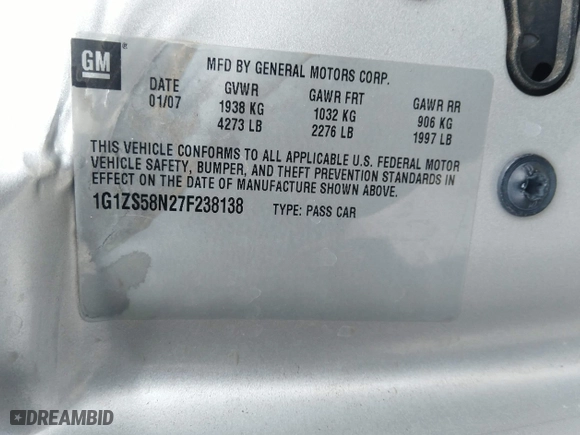 GM
®
MFD BY GENERAL MOTORS CORP.
DATE GVWR GAWR FRT GAWR RR
01/07 1938 KG 1032 KG 906 KG
4273 LB 2276 LB 1997 LB
THIS VEHICLE CONFORMS TO ALL APPLICABLE U.S. FEDERAL MOTOR
VEHICLE SAFETY, BUMPER, AND THEFT PREVENTION STANDARDS IN
EFFECT ON THE DATE OF MANUFACTURE SHOWN ABOVE.
1G1ZS58N27F238138 TYPE: PASS CAR
DREAMBID